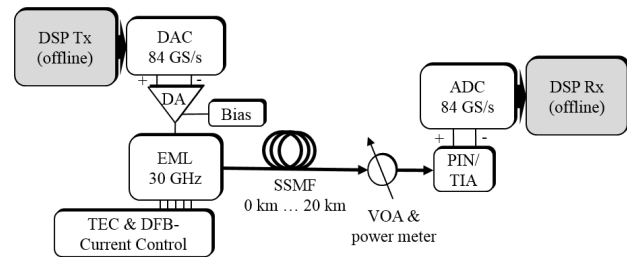 DSP Tx
(offline)
DAC
84 GS/s
+ -
DA
Bias
EML
30 GHz
TEC & DFB-
Current Control
SSMF
0 km … 20 km
VOA &
power meter
ADC
84 GS/s
+ -
PIN/
TIA
DSP Rx
(offline)